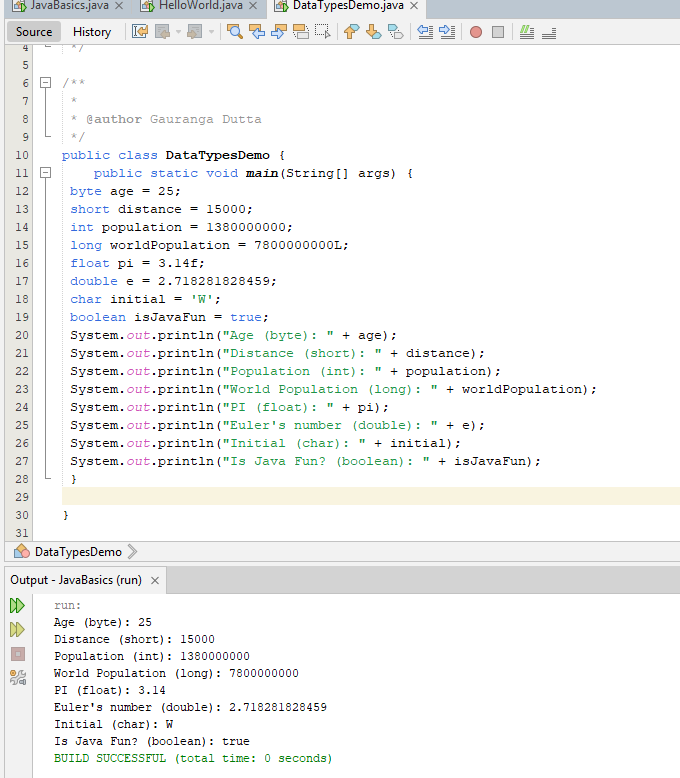 JavaBasics.java × HelloWorld.java × DataTypesDemo.java ×
Source History
4 */
5
6 /**
7 *
8 * @author Gauranga Dutta
9 */
10 public class DataTypesDemo {
11 public static void main(String[] args) {
12 byte age = 25;
13 short distance = 15000;
14 int population = 1380000000;
15 long worldPopulation = 7800000000L;
16 float pi = 3.14f;
17 double e = 2.718281828459;
18 char initial = 'W';
19 boolean isJavaFun = true;
20 System.out.println("Age (byte): " + age);
21 System.out.println("Distance (short): " + distance);
22 System.out.println("Population (int): " + population);
23 System.out.println("World Population (long): " + worldPopulation);
24 System.out.println("PI (float): " + pi);
25 System.out.println("Euler's number (double): " + e);
26 System.out.println("Initial (char): " + initial);
27 System.out.println("Is Java Fun? (boolean): " + isJavaFun);
28 }
29
30 }
31
DataTypesDemo
Output - JavaBasics (run) ×
run:
Age (byte): 25
Distance (short): 15000
Population (int): 1380000000
World Population (long): 7800000000
PI (float): 3.14
Euler's number (double): 2.718281828459
Initial (char): W
Is Java Fun? (boolean): true
BUILD SUCCESSFUL (total time: 0 seconds)